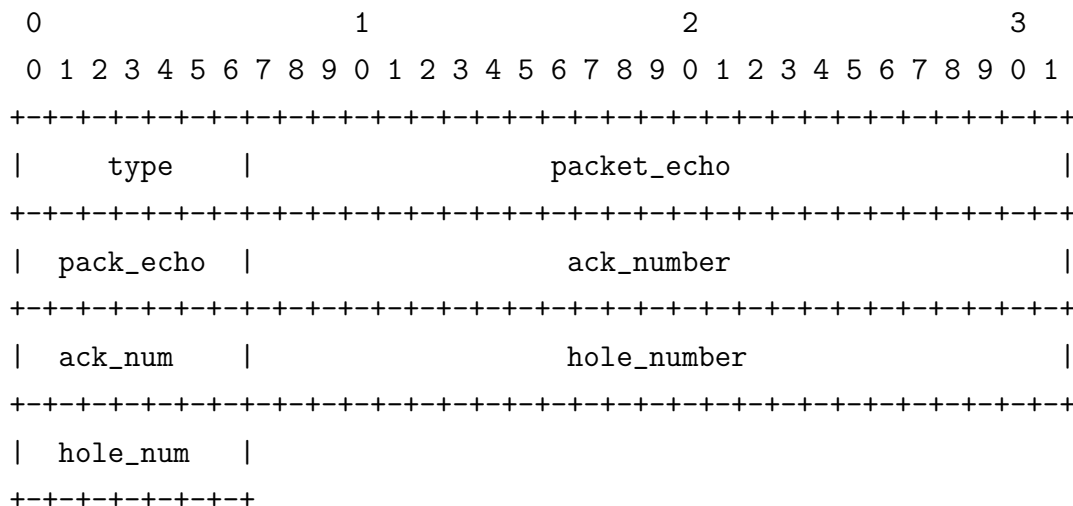 0                   1                   2                   3
 0 1 2 3 4 5 6 7 8 9 0 1 2 3 4 5 6 7 8 9 0 1 2 3 4 5 6 7 8 9 0 1
+-+-+-+-+-+-+-+-+-+-+-+-+-+-+-+-+-+-+-+-+-+-+-+-+-+-+-+-+-+-+-+-+
|     type    |                  packet_echo                    |
+-+-+-+-+-+-+-+-+-+-+-+-+-+-+-+-+-+-+-+-+-+-+-+-+-+-+-+-+-+-+-+-+
|  pack_echo  |                   ack_number                    |
+-+-+-+-+-+-+-+-+-+-+-+-+-+-+-+-+-+-+-+-+-+-+-+-+-+-+-+-+-+-+-+-+
|  ack_num    |                   hole_number                   |
+-+-+-+-+-+-+-+-+-+-+-+-+-+-+-+-+-+-+-+-+-+-+-+-+-+-+-+-+-+-+-+-+
|  hole_num   |
+-+-+-+-+-+-+-+